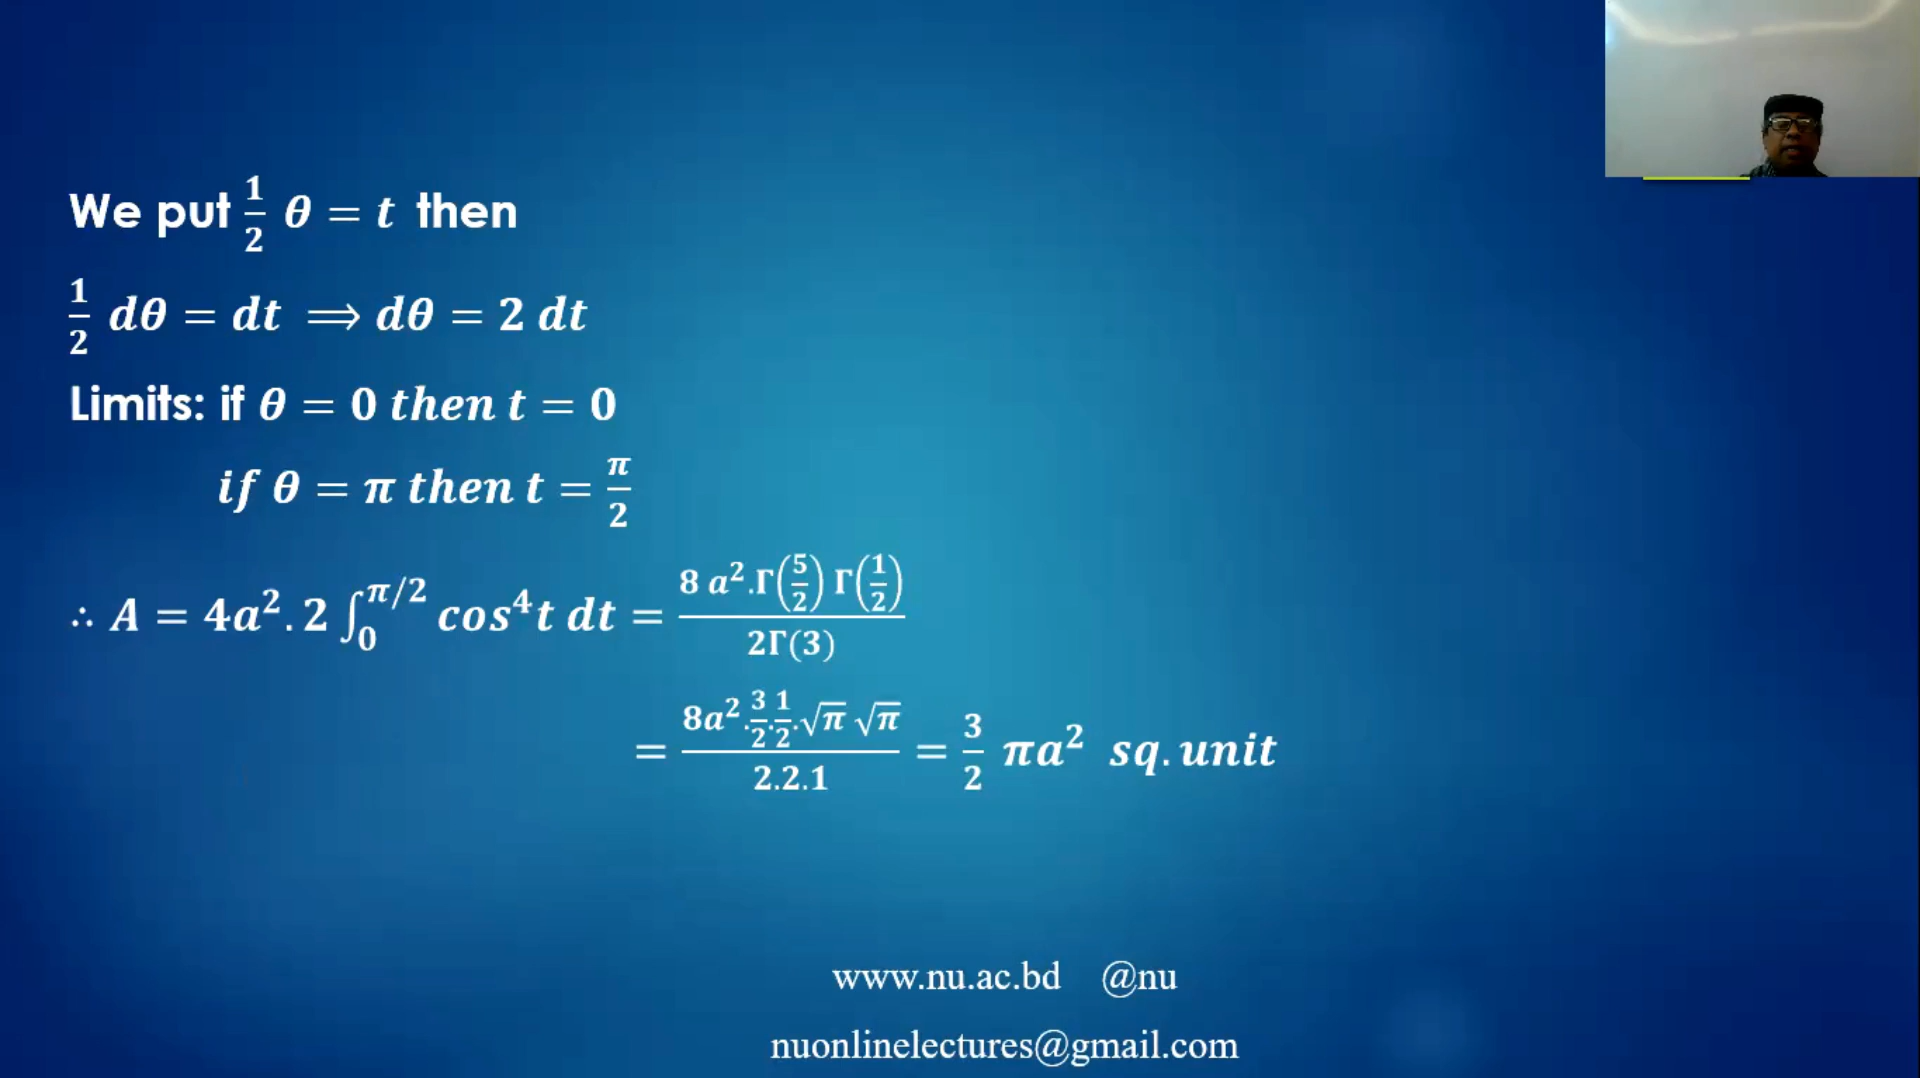 We put 1/2 θ = t then
1/2 dθ = dt ⟹ dθ = 2 dt
Limits: if θ = 0 then t = 0
if θ = π then t = π/2
∴ A = 4a². 2 ∫₀^{π/2} cos⁴t dt = 8 a².Γ(5/2) Γ(1/2) / 2Γ(3)
= 8a².3/2.1/2.√π √π / 2.2.1 = 3/2 πa² sq. unit
www.nu.ac.bd @nu
nuonlinelectures@gmail.com